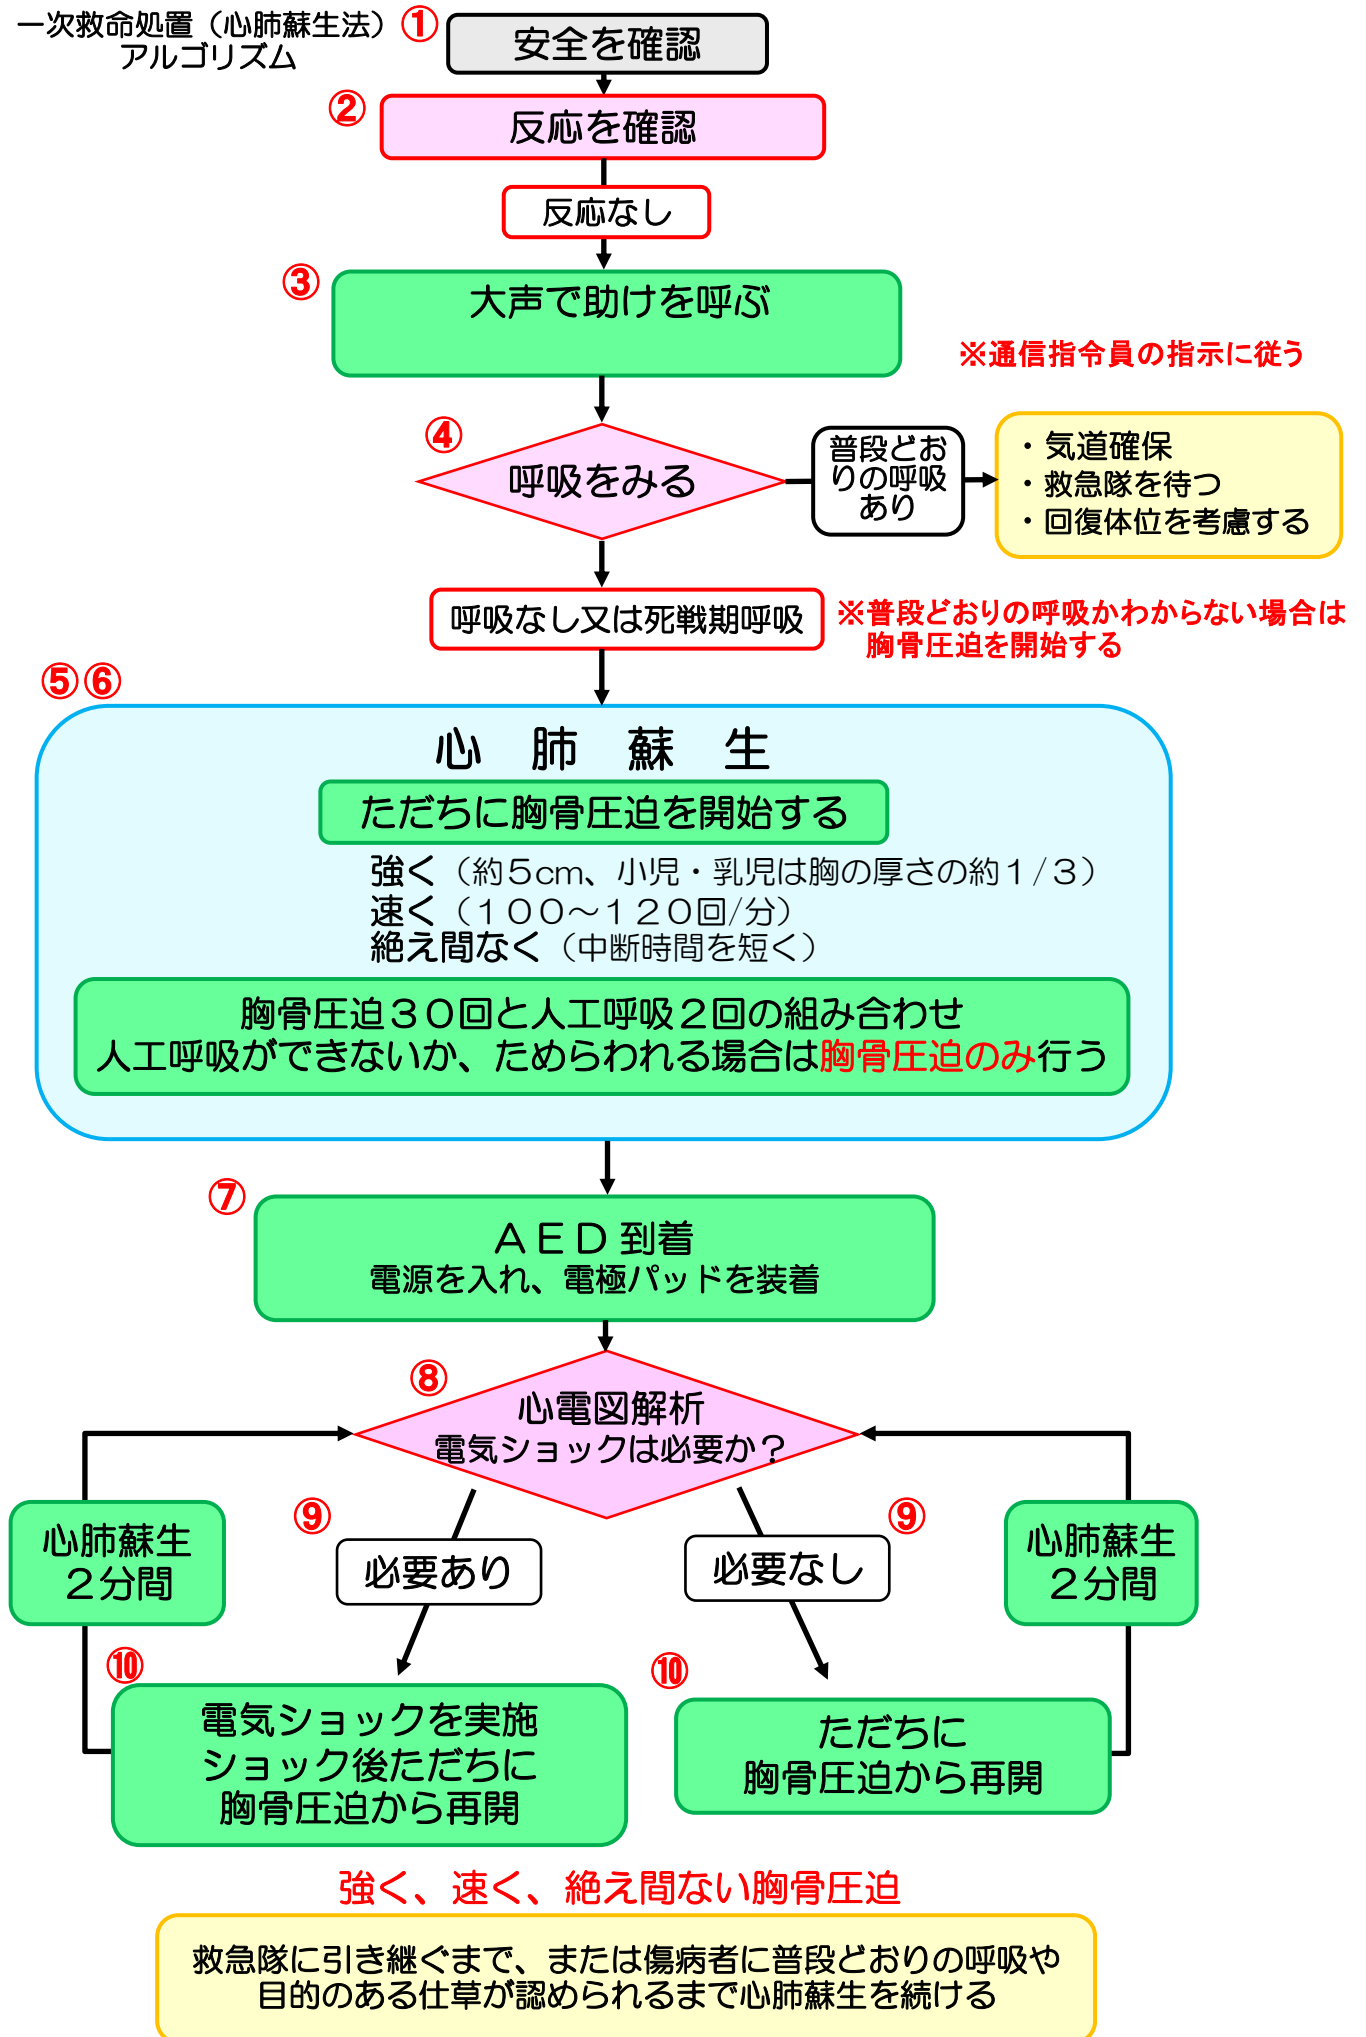 一次救命処置（心肺蘇生法）
アルゴリズム
①
安全を確認
②
反応を確認
反応なし
③
大声で助けを呼ぶ
※通信指令員の指示に従う
④
呼吸をみる
普段どお
りの呼吸
あり
・気道確保
・救急隊を待つ
・回復体位を考慮する
呼吸なし又は死戦期呼吸
※普段どおりの呼吸かわからない場合は
胸骨圧迫を開始する
⑤⑥
心　肺　蘇　生
ただちに胸骨圧迫を開始する
強く（約５cm、小児・乳児は胸の厚さの約１/３）
速く（１００～１２０回/分）
絶え間なく（中断時間を短く）
胸骨圧迫３０回と人工呼吸２回の組み合わせ
人工呼吸ができないか、ためらわれる場合は胸骨圧迫のみ行う
⑦
ＡＥＤ到着
電源を入れ、電極パッドを装着
⑧
心電図解析
電気ショックは必要か？
⑨
必要あり
⑨
必要なし
心肺蘇生
２分間
心肺蘇生
２分間
⑩
電気ショックを実施
ショック後ただちに
胸骨圧迫から再開
⑩
ただちに
胸骨圧迫から再開
強く、速く、絶え間ない胸骨圧迫
救急隊に引き継ぐまで、または傷病者に普段どおりの呼吸や
目的のある仕草が認められるまで心肺蘇生を続ける